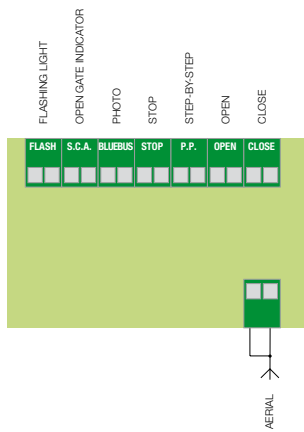 FLASHING LIGHT
OPEN GATE INDICATOR
PHOTO
STOP
STEP-BY-STEP
OPEN
CLOSE
FLASH
S.C.A.
BLUEBUS
STOP
P.P.
OPEN
CLOSE
AERIAL